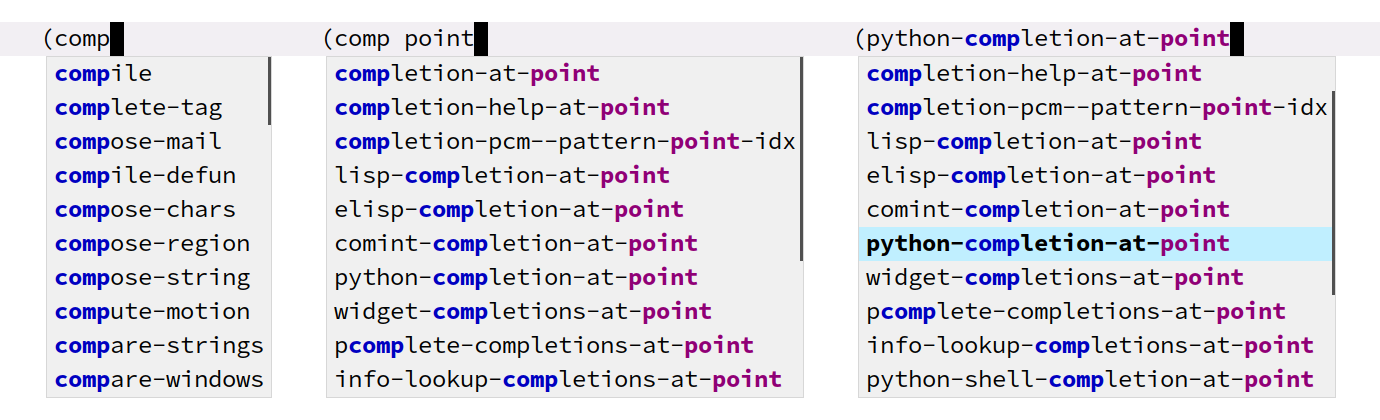 (comp
compile
complete-tag
compose-mail
compile-defun
compose-chars
compose-region
compose-string
compute-motion
compare-strings
compare-windows
(comp point
completion-at-point
completion-help-at-point
completion-pcm--pattern-point-idx
lisp-completion-at-point
elisp-completion-at-point
comint-completion-at-point
python-completion-at-point
widget-completions-at-point
pcomplete-completions-at-point
info-lookup-completions-at-point
(python-completion-at-point
completion-help-at-point
completion-pcm--pattern-point-idx
lisp-completion-at-point
elisp-completion-at-point
comint-completion-at-point
python-completion-at-point
widget-completions-at-point
pcomplete-completions-at-point
info-lookup-completions-at-point
python-shell-completion-at-point